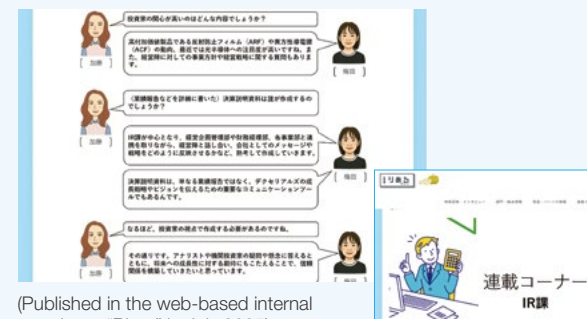 投資家の関心が高いのはどんな内容でしょうか?
[ 加藤 ]
高付加価値製品である反射防止フィルム(ARF)や異方性導電膜
(ACF)の動向、最近では光半導体への注目度が高いですね。ま
た、経営陣に対しての事業方針や経営戦略に関する質問もありま
す。
[ 梅田 ]
(業績報告などを詳細に書いた)決算説明資料は誰が作成するの
でしょうか?
[ 加藤 ]
IR課が中心となり、経営企画管理部や財務経理部、各事業部と連
携を取りながら、経営陣と話し合い、会社としてのメッセージや
戦略をどのように反映させるかなど、熟考して作成していきます。
決算説明資料は、単なる業績報告ではなく、デクセリアルズの成
長戦略やビジョンを伝えるための重要なコミュニケーションツー
ルでもあるんです。
[ 梅田 ]
なるほど、投資家の視点で作成する必要があるのですね。
[ 加藤 ]
その通りです。アナリストや機関投資家の疑問や懸念に答えると
ともに、将来への成長性に対する期待にもこたえることで、信頼
関係を構築していきたいと思っています。
[ 梅田 ]
連載コーナー
IR課
(Published in the web-based internal